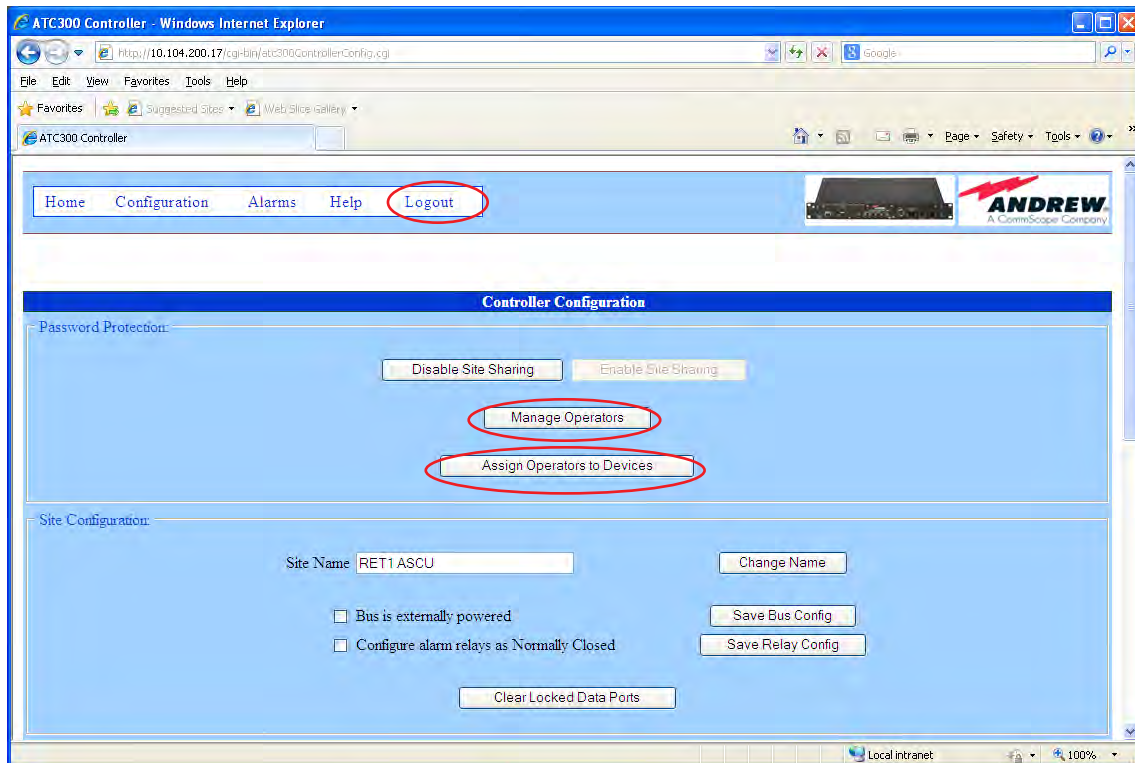 ATC300 Controller - Windows Internet Explorer
http://10.104.200.17/cgi-bin/atc300ControllerConfig.cgi
Google
File Edit View Favorites Tools Help
Favorites Suggested Sites Web Slice Gallery
ATC300 Controller
Page Safety Tools »
Home Configuration Alarms Help Logout
ANDREW.
A CommScope Company
Controller Configuration
Password Protection:
Disable Site Sharing Enable Site Sharing
Manage Operators
Assign Operators to Devices
Site Configuration:
Site Name RET1 ASCU Change Name
Bus is externally powered Save Bus Config
Configure alarm relays as Normally Closed Save Relay Config
Clear Locked Data Ports
Local intranet 100%